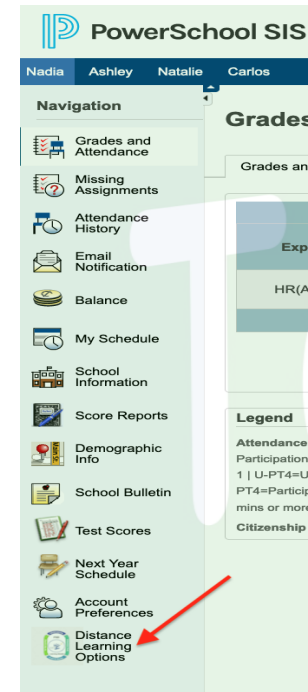 PowerSchool SIS
Nadia Ashley Natalie Carlos
Navigation
Grades and
Attendance
Missing
Assignments
Attendance
History
Email
Notification
Balance
My Schedule
School
Information
Score Reports
Demographic
Info
School Bulletin
Test Scores
Next Year
Schedule
Account
Preferences
Distance
Learning
Options
Grades
Grades an
Exp
HR(A
Legend
Attendance
Participation
1 | U-PT4=U
PT4=Particip
mins or more
Citizenship